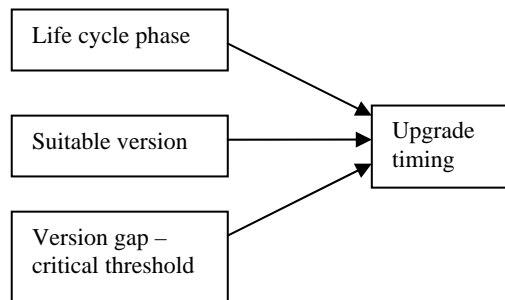 Life cycle phase
Suitable version
Upgrade
timing
Version gap –
critical threshold